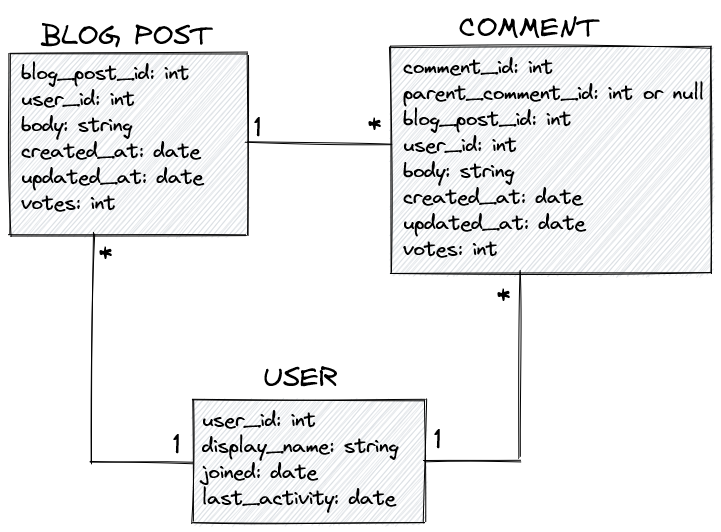 BLOG POST
blog_post_id: int
user_id: int
body: string
created_at: date
updated_at: date
votes: int
1
*
COMMENT
comment_id: int
parent_comment_id: int or null
blog_post_id: int
user_id: int
body: string
created_at: date
updated_at: date
votes: int
*
*
USER
user_id: int
display_name: string
joined: date
last_activity: date
1
1